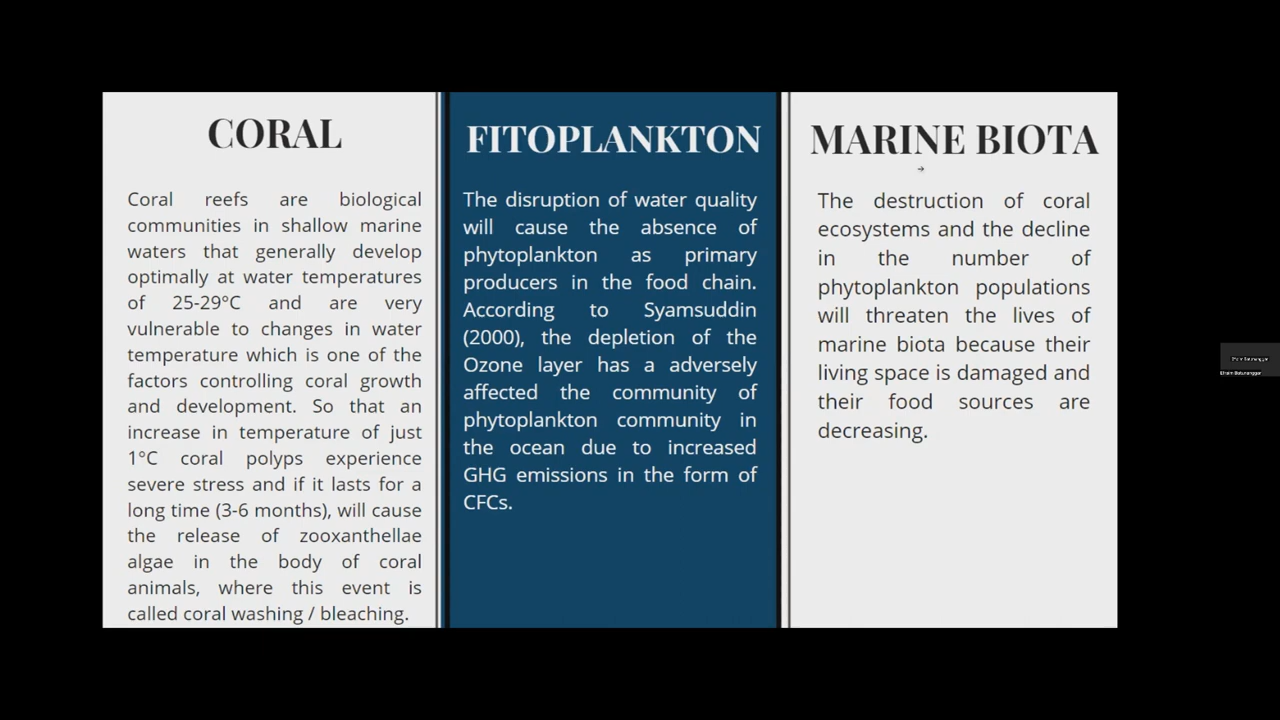 CORAL
Coral reefs are biological
communities in shallow marine
waters that generally develop
optimally at water temperatures
of 25-29°C and are very
vulnerable to changes in water
temperature which is one of the
factors controlling coral growth
and development. So that an
increase in temperature of just
1°C coral polyps experience
severe stress and if it lasts for a
long time (3-6 months), will cause
the release of zooxanthellae
algae in the body of coral
animals, where this event is
called coral washing / bleaching.
FITOPLANKTON
The disruption of water quality
will cause the absence of
phytoplankton as primary
producers in the food chain.
According to Syamsuddin
(2000), the depletion of the
Ozone layer has a adversely
affected the community of
phytoplankton community in
the ocean due to increased
GHG emissions in the form of
CFCs.
MARINE BIOTA
The destruction of coral
ecosystems and the decline
in the number of
phytoplankton populations
will threaten the lives of
marine biota because their
living space is damaged and
their food sources are
decreasing.